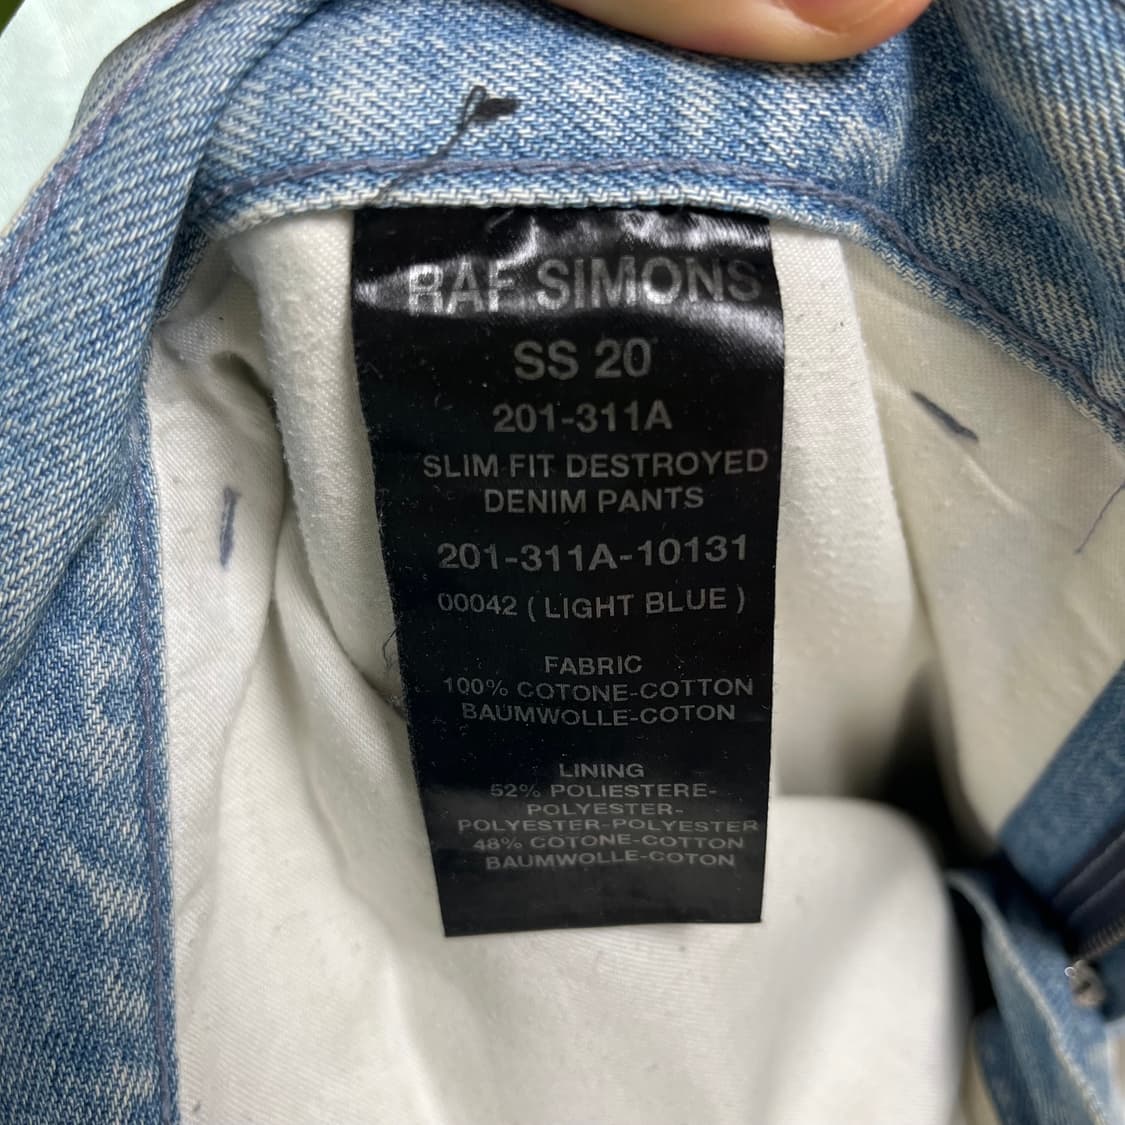 RAF SIMONS
SS 20
201-311A
SLIM FIT DESTROYED
DENIM PANTS
201-311A-10131
00042 ( LIGHT BLUE )
FABRIC
100% COTONE-COTTON
BAUMWOLLE-COTON
LINING
52% POLIESTERE-
POLYESTER-
POLYESTER-POLYESTER
48% COTONE-COTTON
BAUMWOLLE-COTON